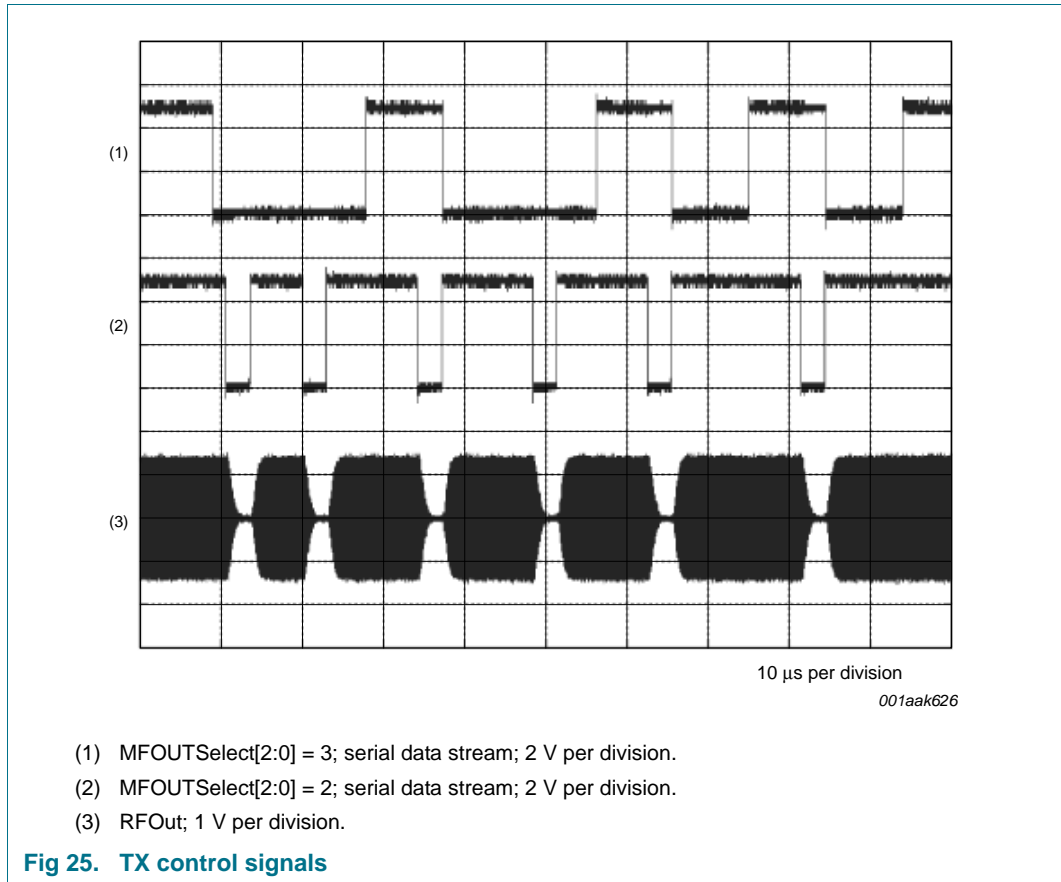 (1)
(2)
(3)
10 μs per division
001aak626
(1) MFOUTSelect[2:0] = 3; serial data stream; 2 V per division.
(2) MFOUTSelect[2:0] = 2; serial data stream; 2 V per division.
(3) RFOut; 1 V per division.
Fig 25. TX control signals